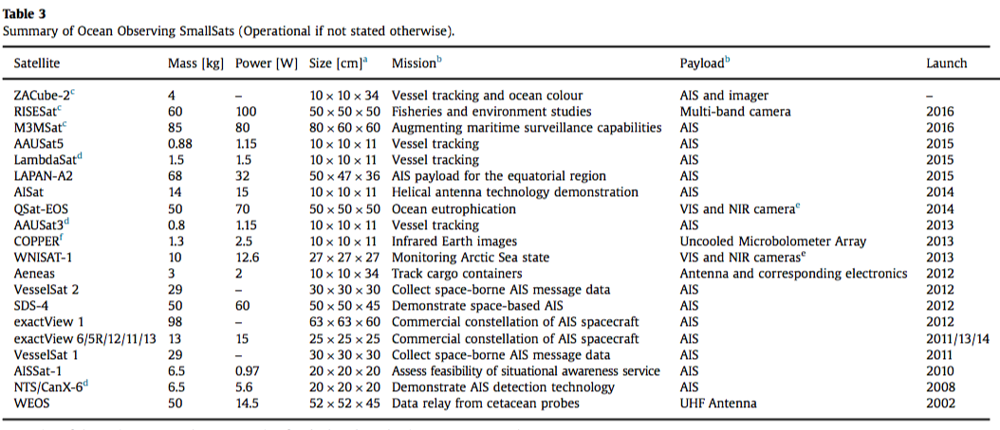 Table 3
Summary of Ocean Observing SmallSats (Operational if not stated otherwise).
Satellite Mass [kg] Power [W] Size [cm]a Missionb Payloadb Launch
ZACube-2c 4 – 10 × 10 × 34 Vessel tracking and ocean colour AIS and imager –
RISESatc 60 100 50 × 50 × 50 Fisheries and environment studies Multi-band camera 2016
M3MSatc 85 80 80 × 60 × 60 Augmenting maritime surveillance capabilities AIS 2016
AAUSat5 0.88 1.15 10 × 10 × 11 Vessel tracking AIS 2015
LambdaSatd 1.5 1.5 10 × 10 × 11 Vessel tracking AIS 2015
LAPAN-A2 68 32 50 × 47 × 36 AIS payload for the equatorial region AIS 2015
AISat 14 15 10 × 10 × 11 Helical antenna technology demonstration AIS 2014
QSat-EOS 50 70 50 × 50 × 50 Ocean eutrophication VIS and NIR camerae 2014
AAUSat3d 0.8 1.15 10 × 10 × 11 Vessel tracking AIS 2013
COPPERf 1.3 2.5 10 × 10 × 11 Infrared Earth images Uncooled Microbolometer Array 2013
WNISAT-1 10 12.6 27 × 27 × 27 Monitoring Arctic Sea state VIS and NIR camerase 2013
Aeneas 3 2 10 × 10 × 34 Track cargo containers Antenna and corresponding electronics 2012
VesselSat 2 29 – 30 × 30 × 30 Collect space-borne AIS message data AIS 2012
SDS-4 50 60 50 × 50 × 45 Demonstrate space-based AIS AIS 2012
exactView 1 98 – 63 × 63 × 60 Commercial constellation of AIS spacecraft AIS 2012
exactView 6/5R/12/11/13 13 15 25 × 25 × 25 Commercial constellation of AIS spacecraft AIS 2011/13/14
VesselSat 1 29 – 30 × 30 × 30 Collect space-borne AIS message data AIS 2011
AISSat-1 6.5 0.97 20 × 20 × 20 Assess feasibility of situational awareness service AIS 2010
NTS/CanX-6d 6.5 5.6 20 × 20 × 20 Demonstrate AIS detection technology AIS 2008
WEOS 50 14.5 52 × 52 × 45 Data relay from cetacean probes UHF Antenna 2002